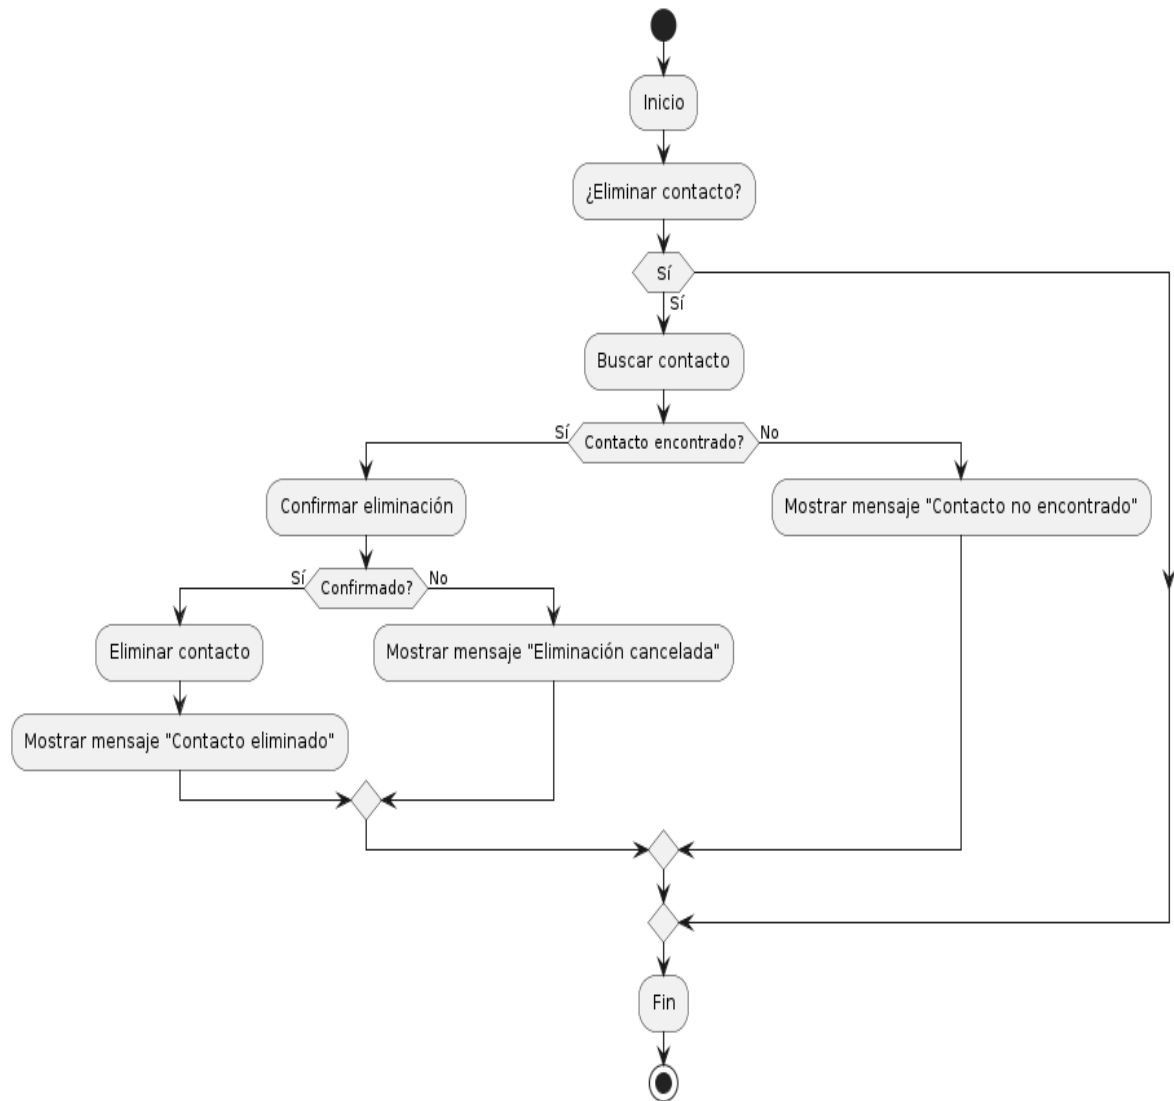 Inicio
¿Eliminar contacto?
Sí
Sí
Buscar contacto
Sí
Contacto encontrado?
No
Confirmar eliminación
Mostrar mensaje "Contacto no encontrado"
Sí
Confirmado?
No
Eliminar contacto
Mostrar mensaje "Eliminación cancelada"
Mostrar mensaje "Contacto eliminado"
Fin